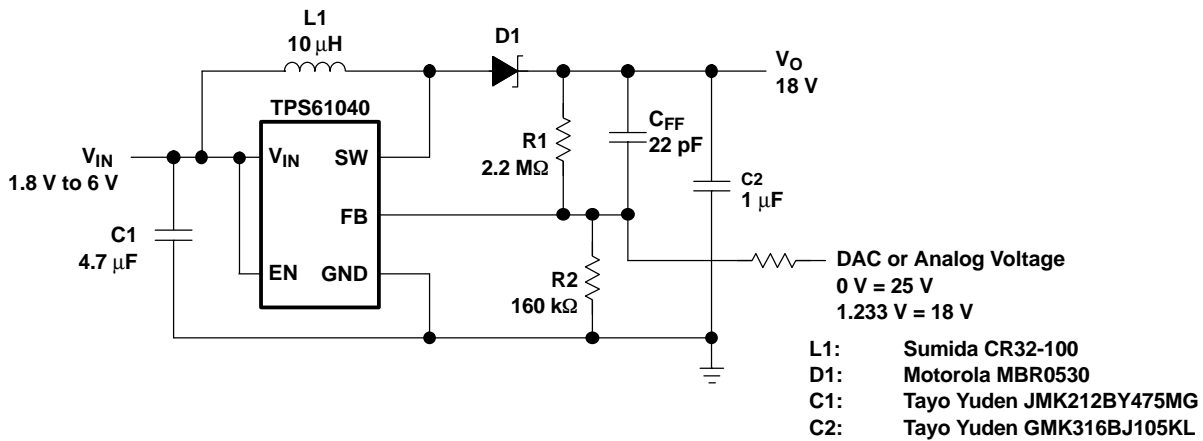 L1
10 μH
D1
VO
18 V
TPS61040
CFF
22 pF
R1
2.2 MΩ
VIN
1.8 V to 6 V
VIN
SW
C2
1 μF
FB
C1
4.7 μF
EN
GND
R2
160 kΩ
DAC or Analog Voltage
0 V = 25 V
1.233 V = 18 V
L1: Sumida CR32-100
D1: Motorola MBR0530
C1: Tayo Yuden JMK212BY475MG
C2: Tayo Yuden GMK316BJ105KL